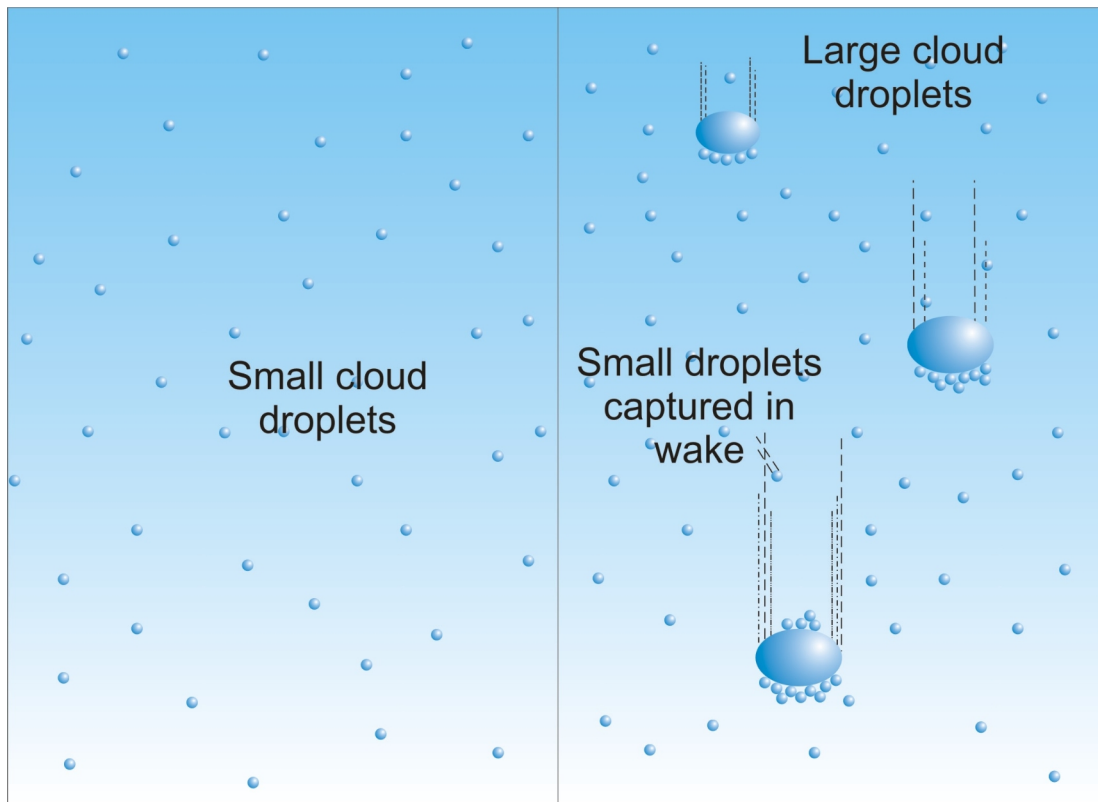 Small cloud
droplets
Large cloud
droplets
Small droplets
captured in
wake